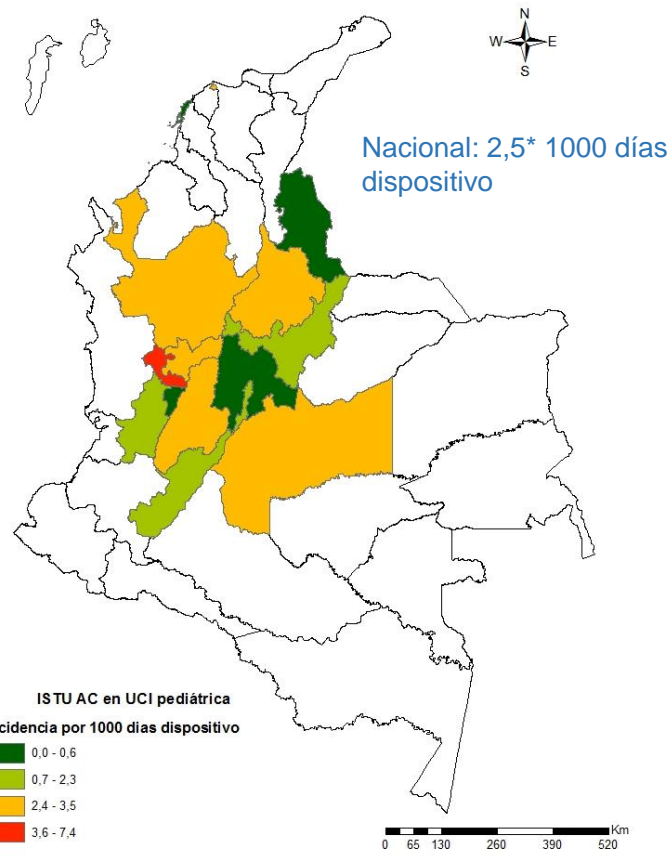 N
W E
S
Nacional: 2,5* 1000 días
dispositivo
ISTU AC en UCI pediátrica
cidencia por 1000 dias dispositivo
0,0 - 0,6
0,7 - 2,3
2,4 - 3,5
3,6 - 7,4
Km
0 65 130 260 390 520